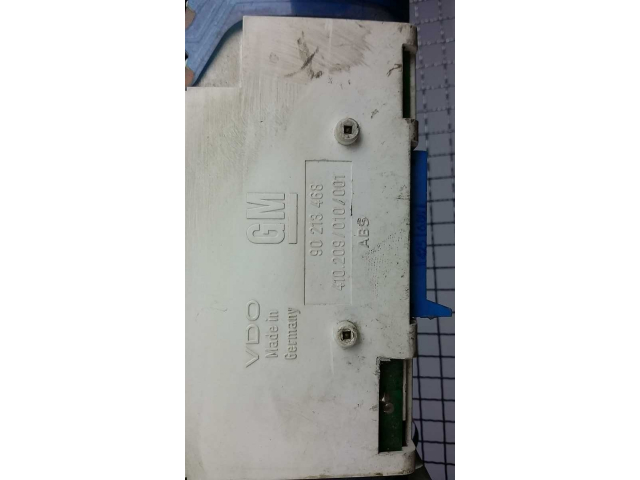 GM
90 213 468
410.209/010/001
ABS
VDO
Made in
Germany